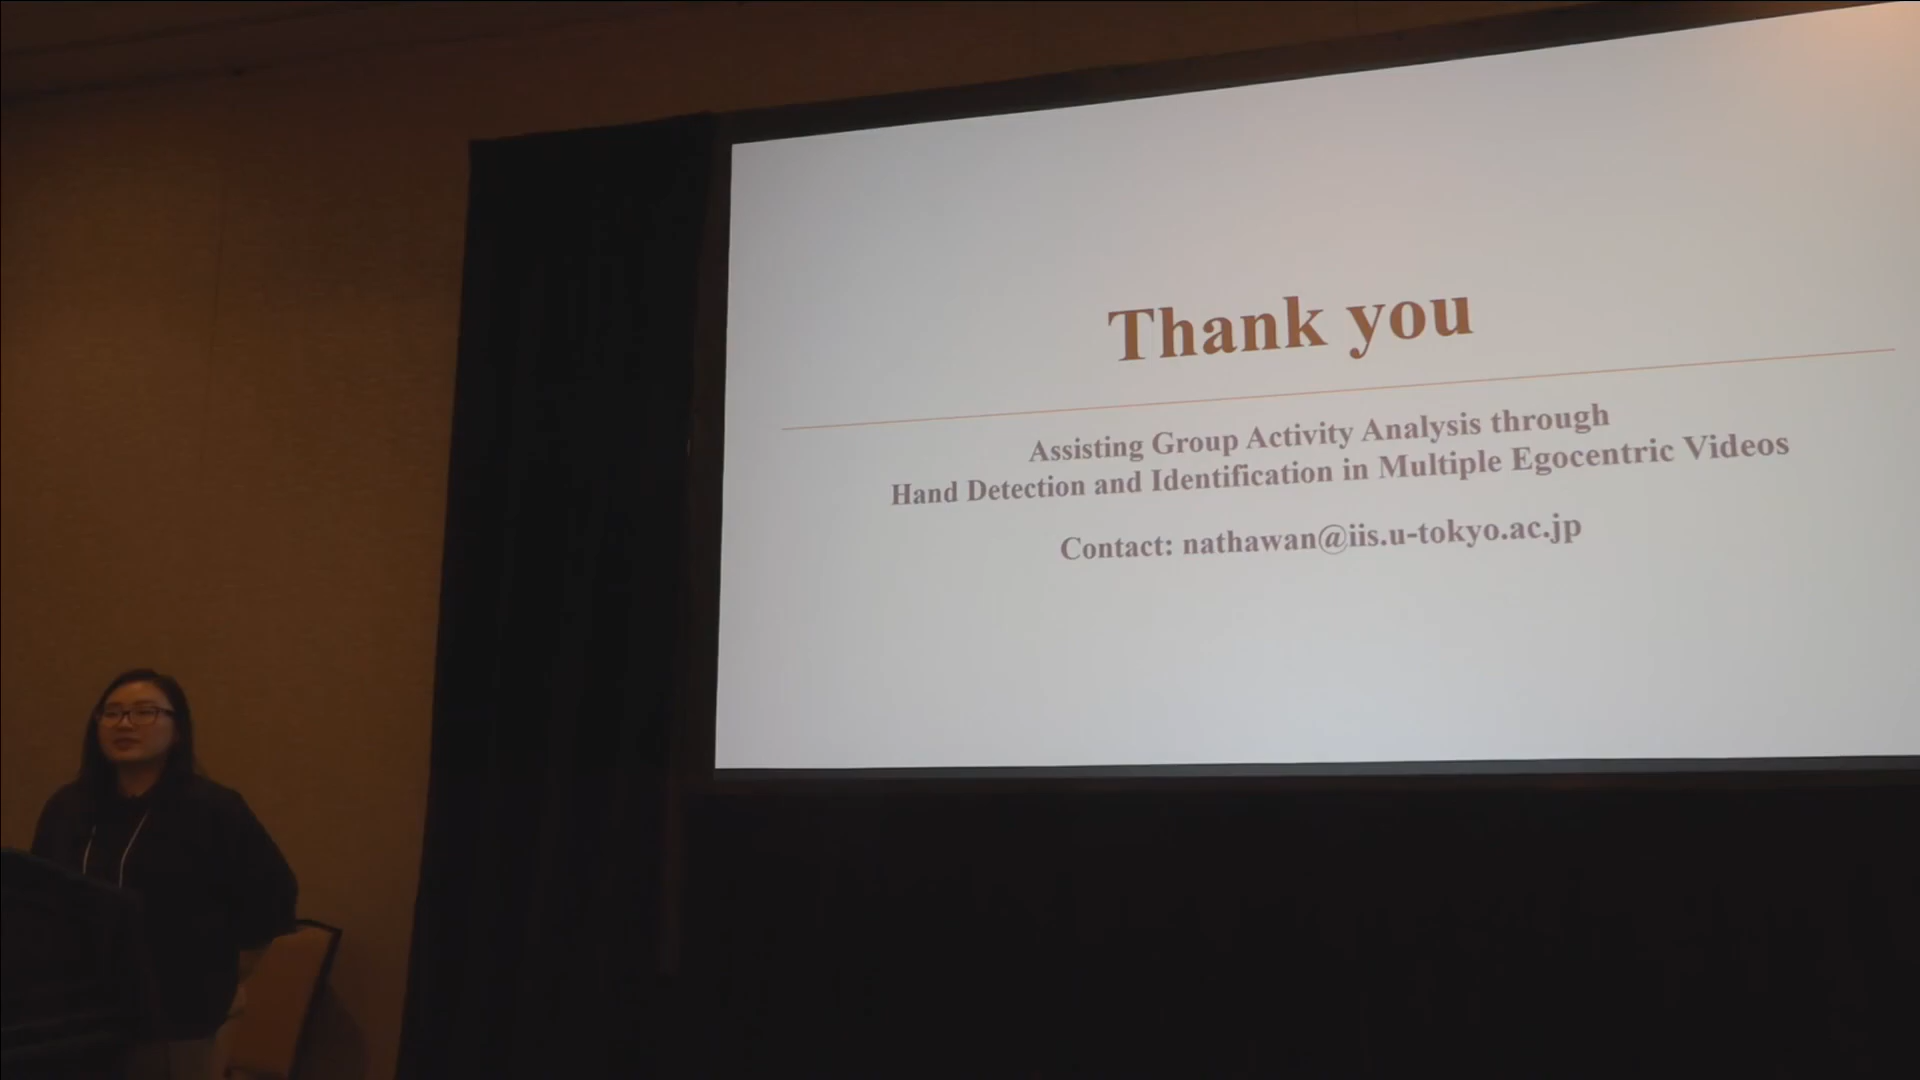 Thank you
Assisting Group Activity Analysis through
Hand Detection and Identification in Multiple Egocentric Videos
Contact: nathawan@iis.u-tokyo.ac.jp